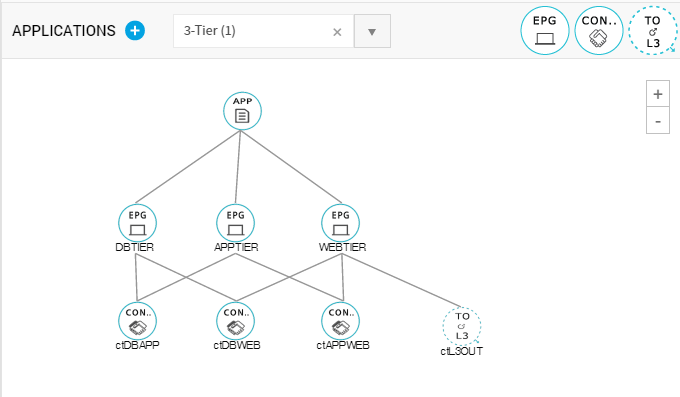 APPLICATIONS +
3-Tier (1) × ▼
EPG
CON..
TO
L3
+
-
APP
EPG
DBTIER
EPG
APPTIER
EPG
WEBTIER
CON..
ctDBAPP
CON..
ctDBWEB
CON..
ctAPPWEB
TO
L3
ctL3OUT